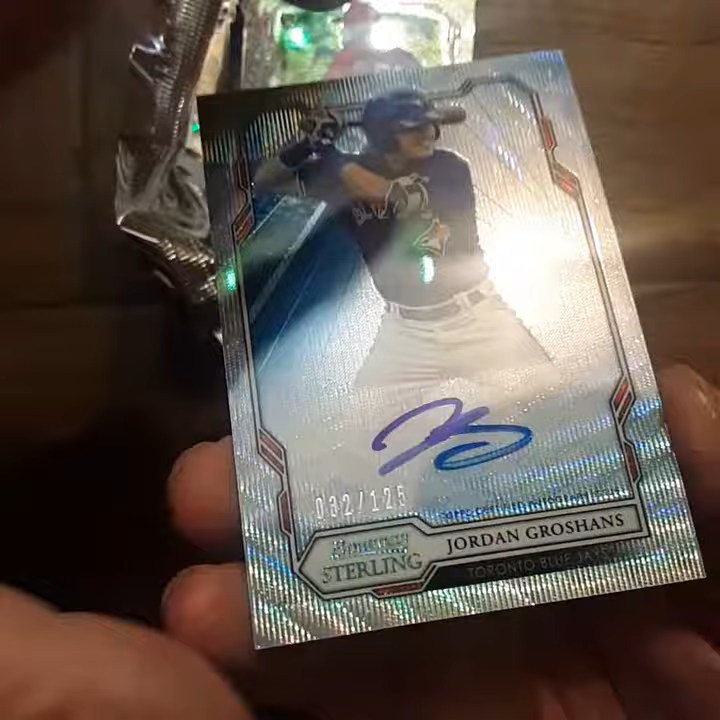 032/125
JORDAN GROSHANS
Bowman
STERLING
TORONTO BLUE JAYS